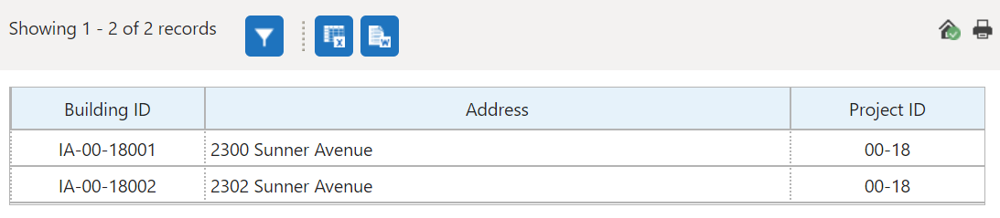 Showing 1 - 2 of 2 records
X
W
Building ID Address Project ID
IA-00-18001 2300 Sunner Avenue 00-18
IA-00-18002 2302 Sunner Avenue 00-18